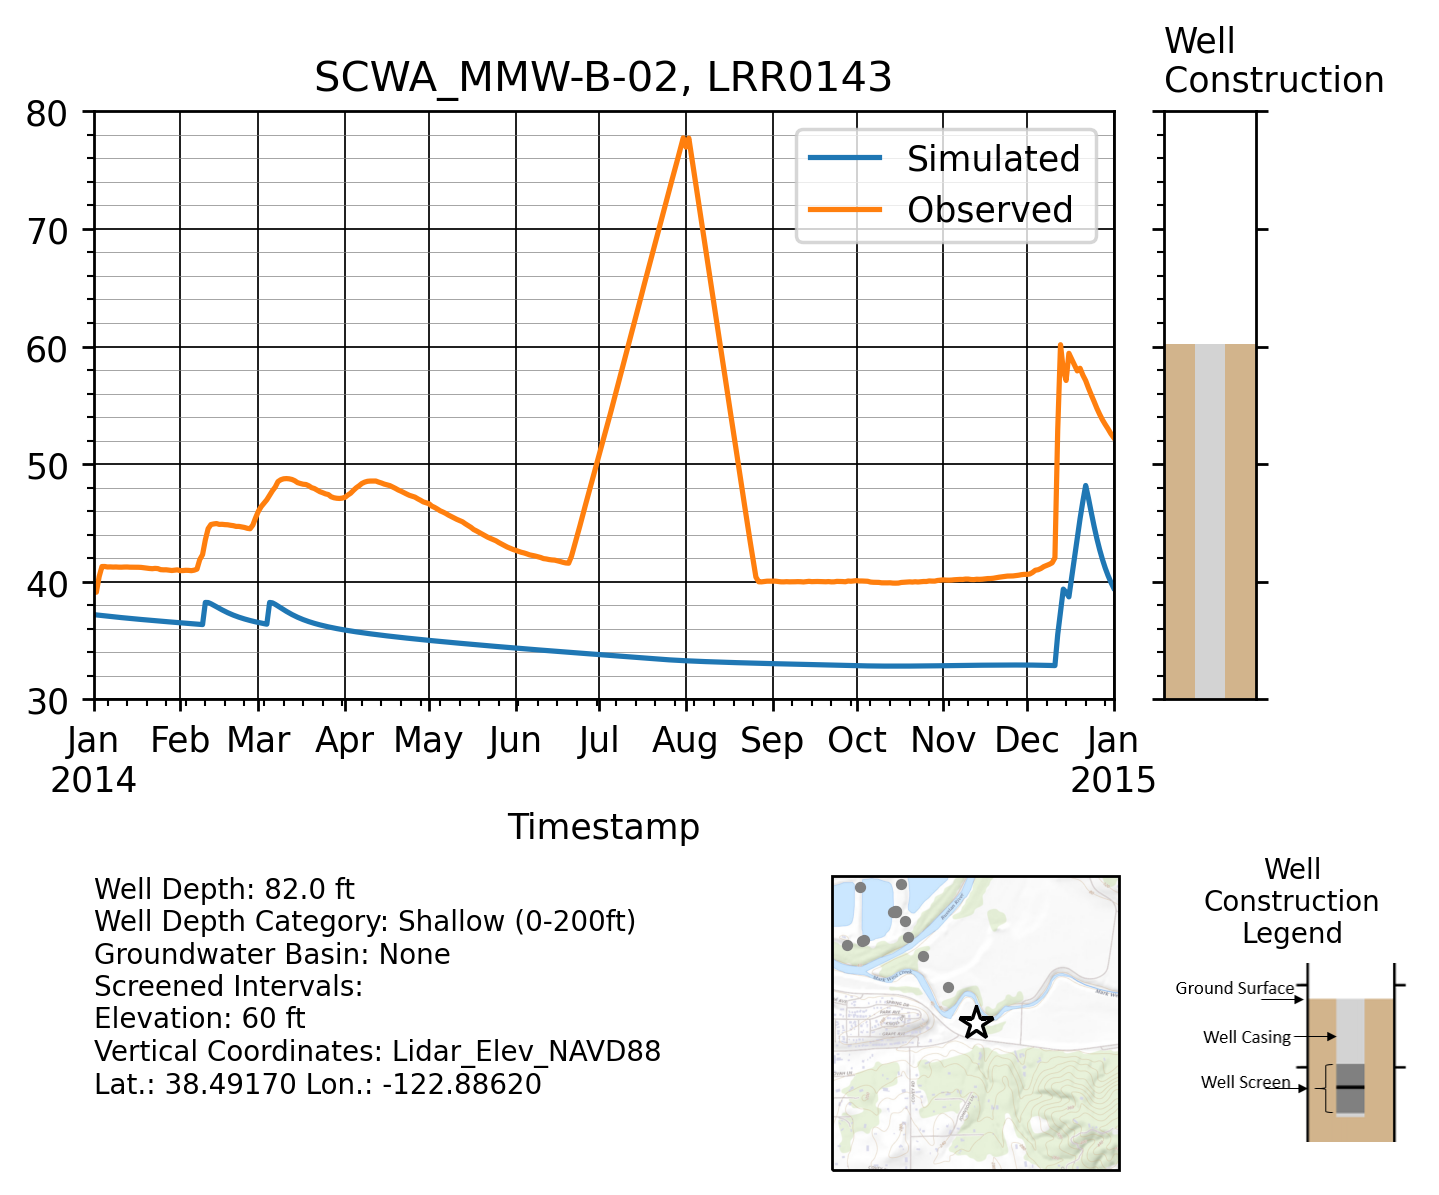 SCWA_MMW-B-02, LRR0143
Well
Construction
80
70
60
50
40
30
Simulated
Observed
Jan
2014
Feb
Mar
Apr
May
Jun
Jul
Aug
Sep
Oct
Nov
Dec
Jan
2015
Timestamp
Well Depth: 82.0 ft
Well Depth Category: Shallow (0-200ft)
Groundwater Basin: None
Screened Intervals:
Elevation: 60 ft
Vertical Coordinates: Lidar_Elev_NAVD88
Lat.: 38.49170 Lon.: -122.88620
Well
Construction
Legend
Ground Surface
Well Casing
Well Screen